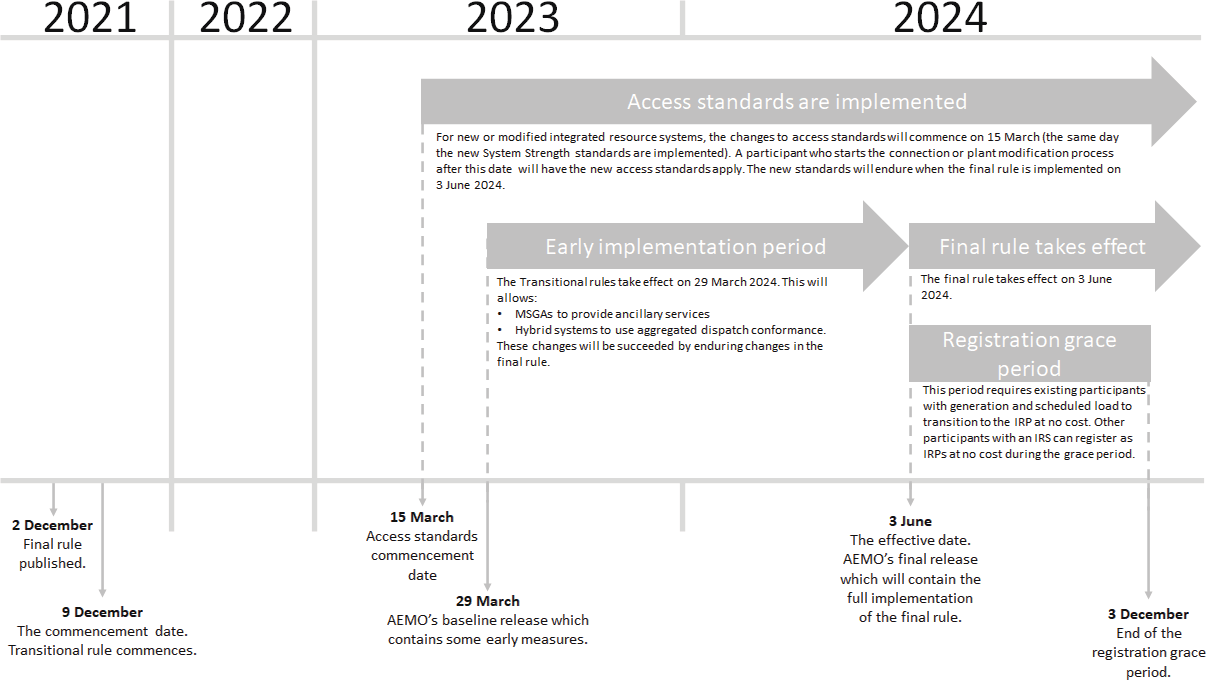 2021
2022
2023
2024
Access standards are implemented
For new or modified integrated resource systems, the changes to access standards will commence on 15 March (the same day
the new System Strength standards are implemented). A participant who starts the connection or plant modification process
after this date will have the new access standards apply. The new standards will endure when the final rule is implemented on
3 June 2024.
Early implementation period
The Transitional rules take effect on 29 March 2024. This will
allows:
• MSGAs to provide ancillary services
• Hybrid systems to use aggregated dispatch conformance.
These changes will be succeeded by enduring changes in the
final rule.
Final rule takes effect
The final rule takes effect on 3 June
2024.
Registration grace
period
This period requires existing participants
with generation and scheduled load to
transition to the IRP at no cost. Other
participants with an IRS can register as
IRPs at no cost during the grace period.
2 December
Final rule
published.
9 December
The commencement date.
Transitional rule commences.
15 March
Access standards
commencement
date
29 March
AEMO's baseline release which
contains some early measures.
3 June
The effective date.
AEMO's final release
which will contain the
full implementation
of the final rule.
3 December
End of the
registration grace
period.